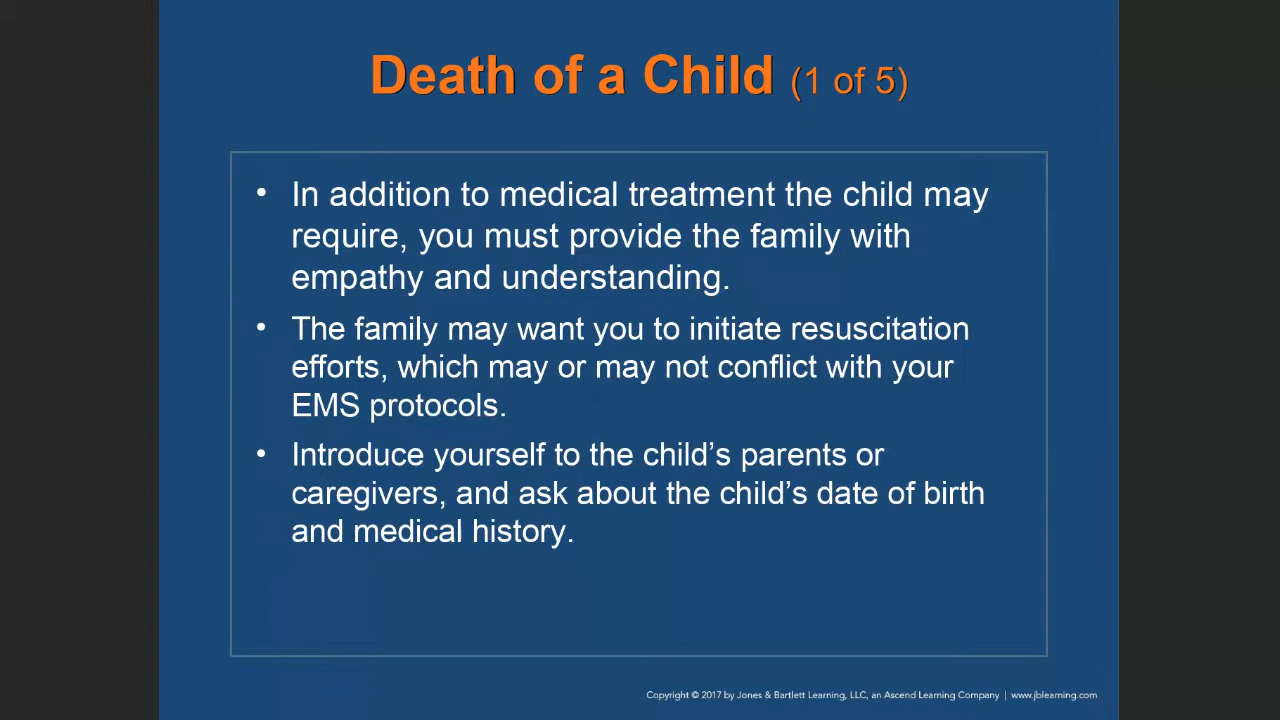 Death of a Child (1 of 5)
• In addition to medical treatment the child may
require, you must provide the family with
empathy and understanding.
• The family may want you to initiate resuscitation
efforts, which may or may not conflict with your
EMS protocols.
• Introduce yourself to the child’s parents or
caregivers, and ask about the child’s date of birth
and medical history.
Copyright © 2017 by Jones & Bartlett Learning, LLC, an Ascend Learning Company | www.jblearning.com